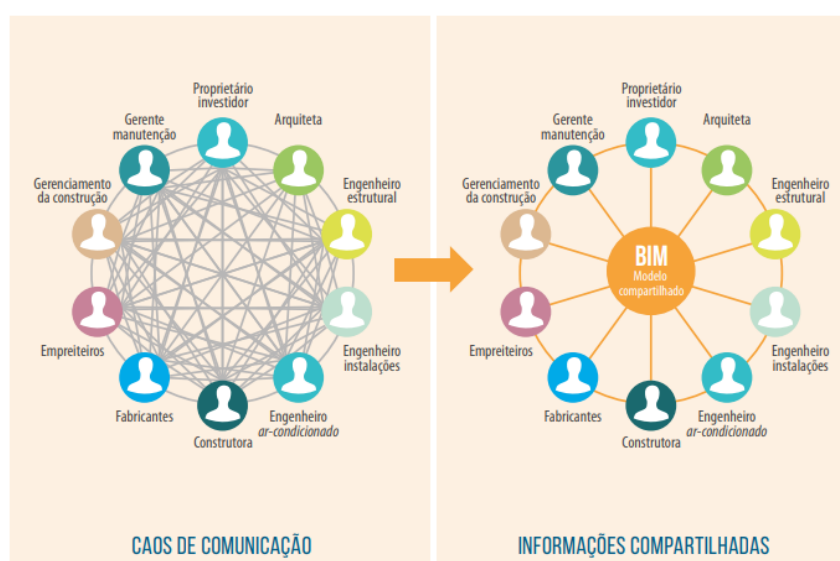 Proprietário
investidor
Gerente
manutenção
Arquiteta
Gerenciamento
da construção
Engenheiro
estrutural
Empreiteiros
Engenheiro
instalações
Fabricantes
Engenheiro
ar-condicionado
Construtora
CAOS DE COMUNICAÇÃO
Proprietário
investidor
Gerente
manutenção
Arquiteta
Gerenciamento
da construção
Engenheiro
estrutural
BIM
Modelo
compartilhado
Empreiteiros
Engenheiro
instalações
Fabricantes
Engenheiro
ar-condicionado
Construtora
INFORMAÇÕES COMPARTILHADAS